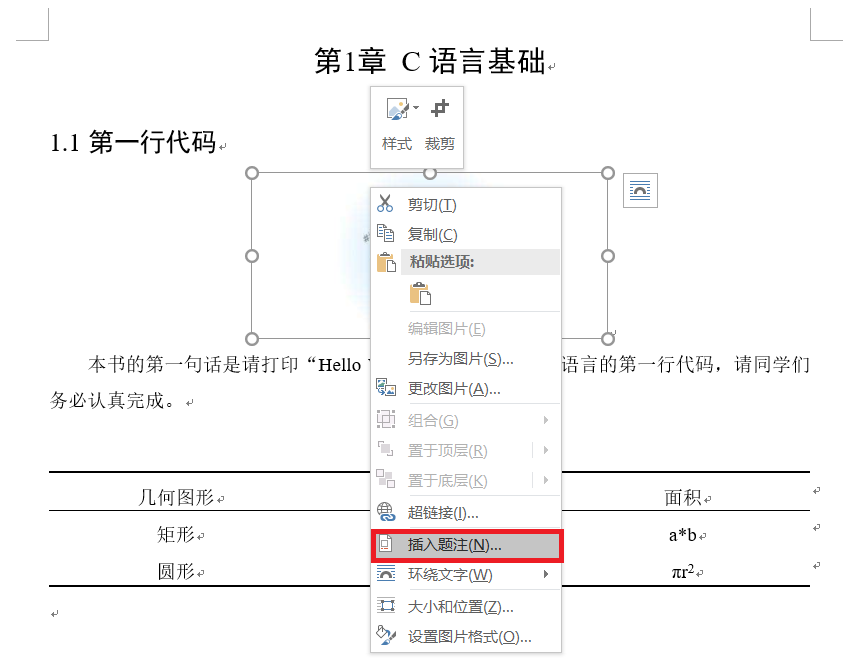 第1章 C 语言基础
样式 裁剪
1.1 第一行代码
剪切(T)
复制(C)
粘贴选项:
编辑图片(E)
另存为图片(S)...
本书的第一句话是请打印“Hello 语言的第一行代码，请同学们
务必认真完成。
更改图片(A)...
组合(G)
置于顶层(R)
置于底层(K)
几何图形 面积
超链接(I)...
矩形 a*b
插入题注(N)...
圆形 πr²
环绕文字(W)
大小和位置(Z)...
设置图片格式(O)...